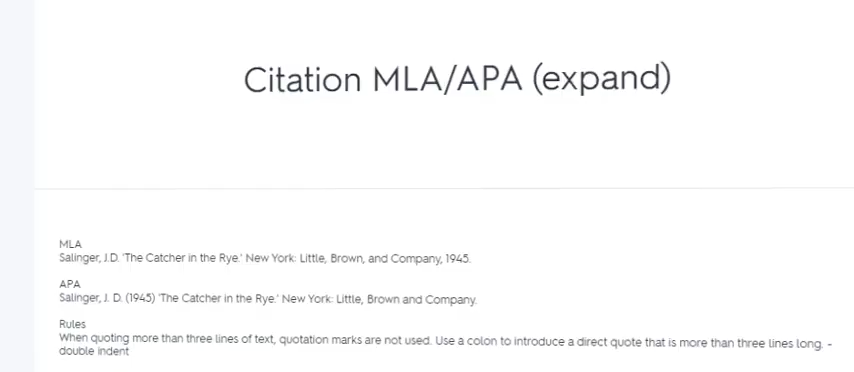 Citation MLA/APA (expand)
MLA
Salinger, J.D. 'The Catcher in the Rye.' New York: Little, Brown, and Company, 1945.
APA
Salinger, J. D. (1945) 'The Catcher in the Rye.' New York: Little, Brown and Company.
Rules
When quoting more than three lines of text, quotation marks are not used. Use a colon to introduce a direct quote that is more than three lines long. -
double indent